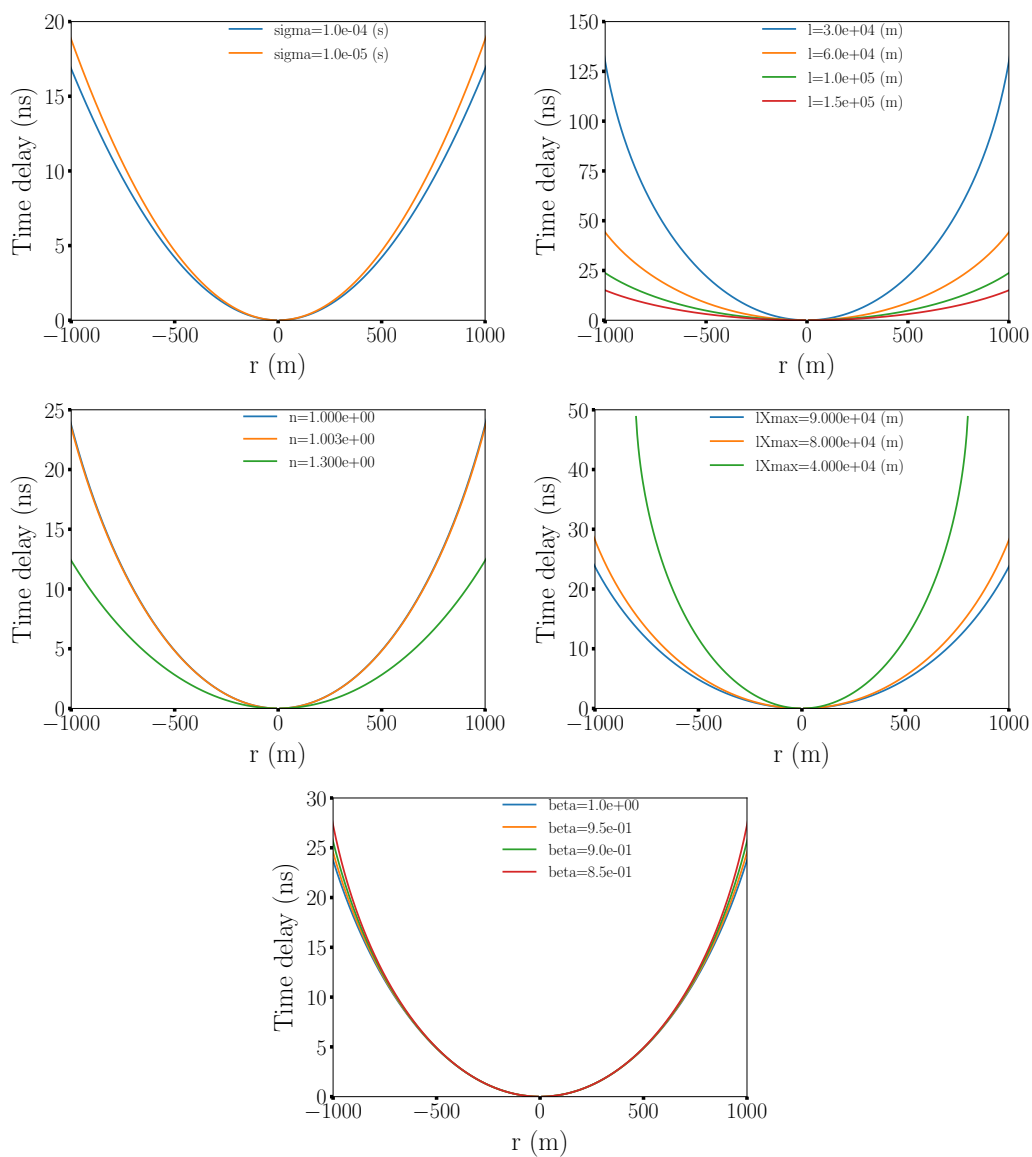 20
15
10
5
0
Time delay (ns)
sigma=1.0e-04 (s)
sigma=1.0e-05 (s)
−1000 −500 0 500 1000
r (m)
150
125
100
75
50
25
0
Time delay (ns)
l=3.0e+04 (m)
l=6.0e+04 (m)
l=1.0e+05 (m)
l=1.5e+05 (m)
−1000 −500 0 500 1000
r (m)
25
20
15
10
5
0
Time delay (ns)
n=1.000e+00
n=1.003e+00
n=1.300e+00
−1000 −500 0 500 1000
r (m)
50
40
30
20
10
0
Time delay (ns)
lXmax=9.000e+04 (m)
lXmax=8.000e+04 (m)
lXmax=4.000e+04 (m)
−1000 −500 0 500 1000
r (m)
30
25
20
15
10
5
0
Time delay (ns)
beta=1.0e+00
beta=9.5e-01
beta=9.0e-01
beta=8.5e-01
−1000 −500 0 500 1000
r (m)